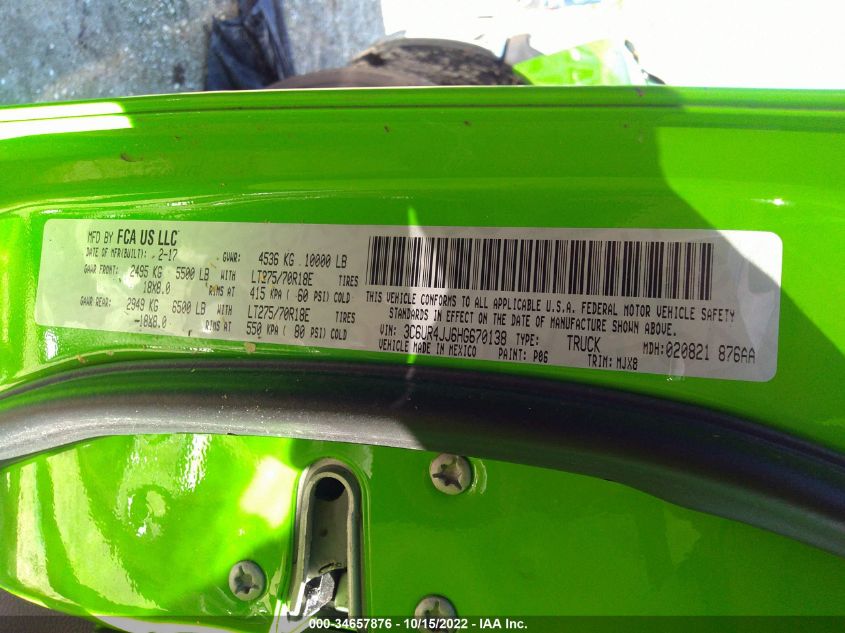 MFD BY FCA US LLC
DATE OF MFR(BUILT): 2-17 GVWR: 4536 KG 10000 LB
GAWR FRONT: 2495 KG 5500 LB WITH LT275/70R18E TIRES
18X8.0 RIMS AT 415 KPA ( 60 PSI) COLD
GAWR REAR: 2949 KG 6500 LB WITH LT275/70R18E TIRES
18X8.0 RIMS AT 550 KPA ( 80 PSI) COLD
THIS VEHICLE CONFORMS TO ALL APPLICABLE U.S.A. FEDERAL MOTOR VEHICLE SAFETY
STANDARDS IN EFFECT ON THE DATE OF MANUFACTURE SHOWN ABOVE.
VIN: 3C6UR4JJ6HG670138 TYPE: TRUCK MDH: 020821 876AA
VEHICLE MADE IN MEXICO PAINT: P06 TRIM: MJX8
000-34657876 - 10/15/2022 - IAA Inc.